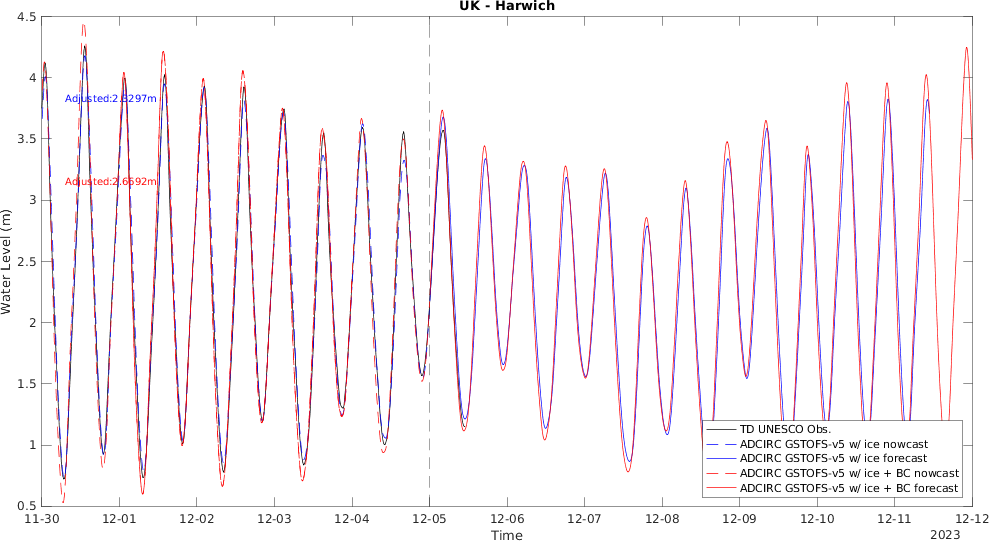 UK - Harwich
4.5
4
3.5
3
2.5
2
1.5
1
0.5
Water Level (m)
Adjusted:2.6592m
TD UNESCO Obs.
ADCIRC GSTOFS-v5 w/ ice nowcast
ADCIRC GSTOFS-v5 w/ ice forecast
ADCIRC GSTOFS-v5 w/ ice + BC nowcast
ADCIRC GSTOFS-v5 w/ ice + BC forecast
11-30 12-01 12-02 12-03 12-04 12-05 12-06 12-07 12-08 12-09 12-10 12-11 12-12
Time
2023